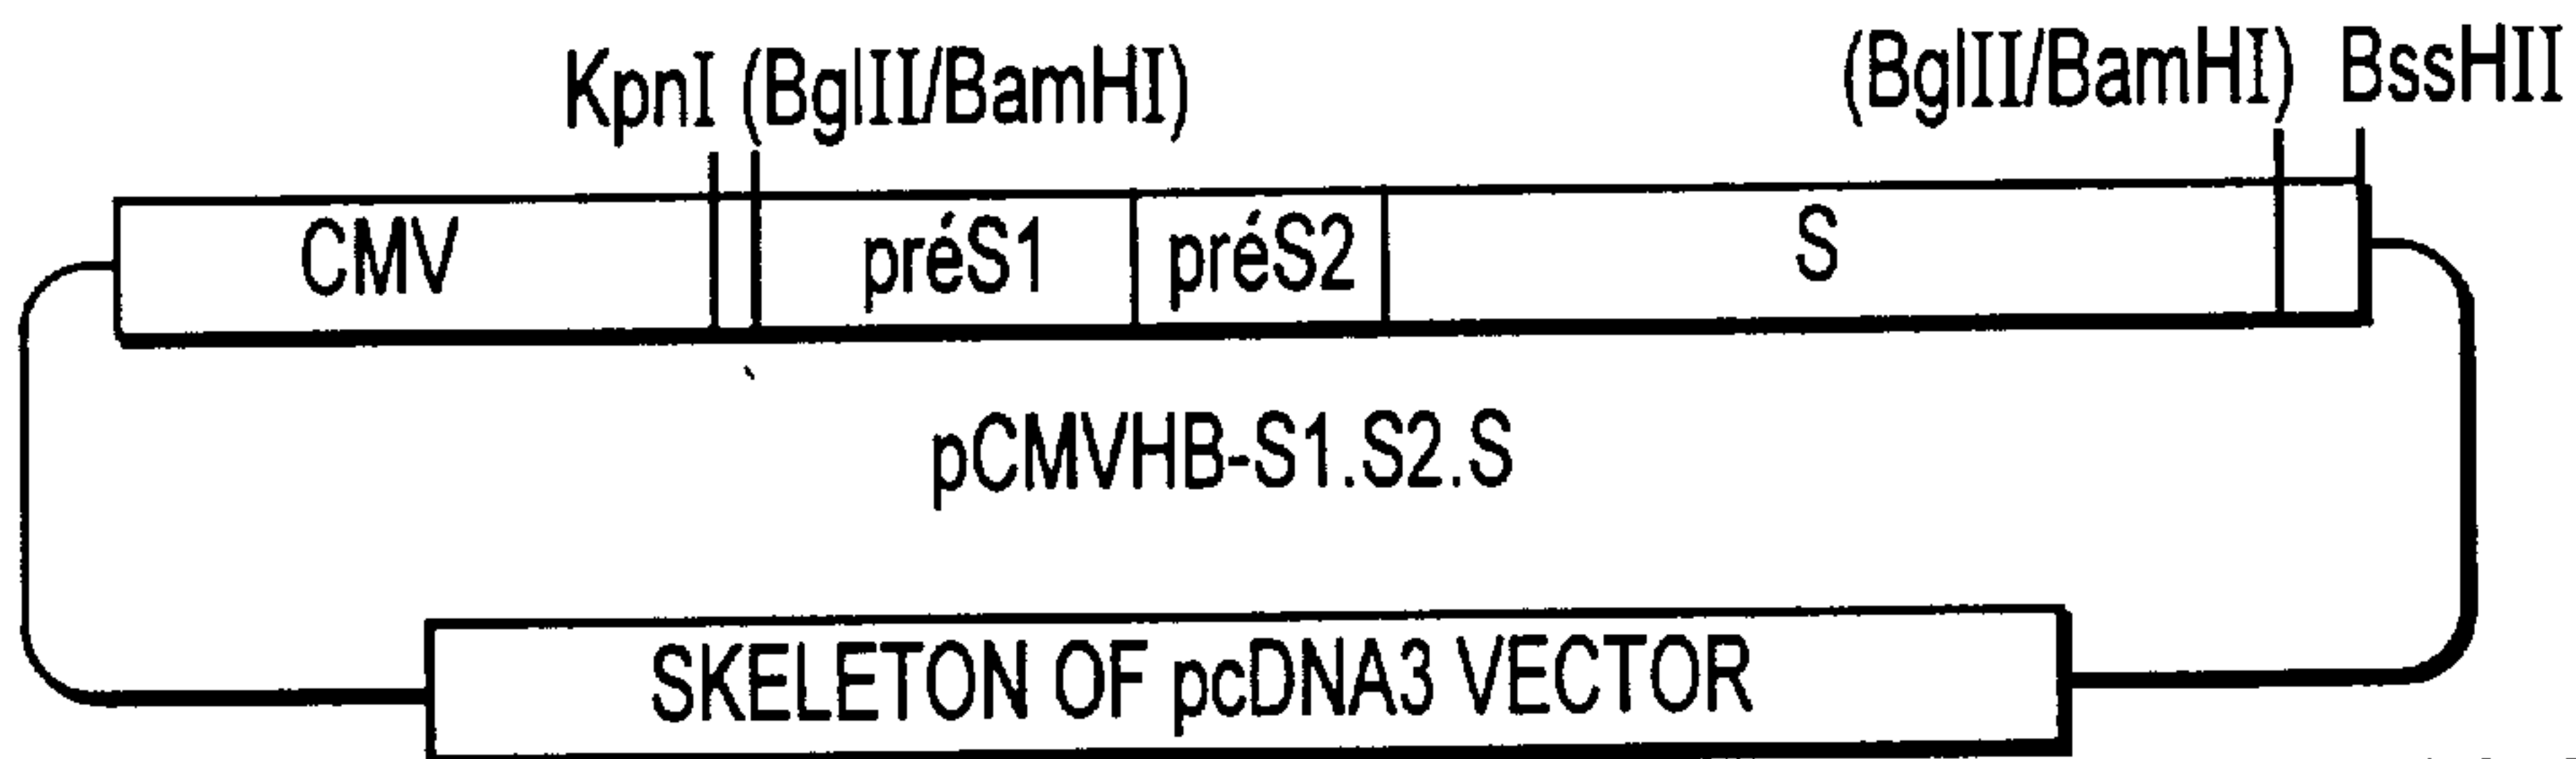 KpnI (BglII/BamHI) (BglII/BamHI) BssHII
CMV préS1 préS2 S
pCMVHB-S1.S2.S
SKELETON OF pcDNA3 VECTOR